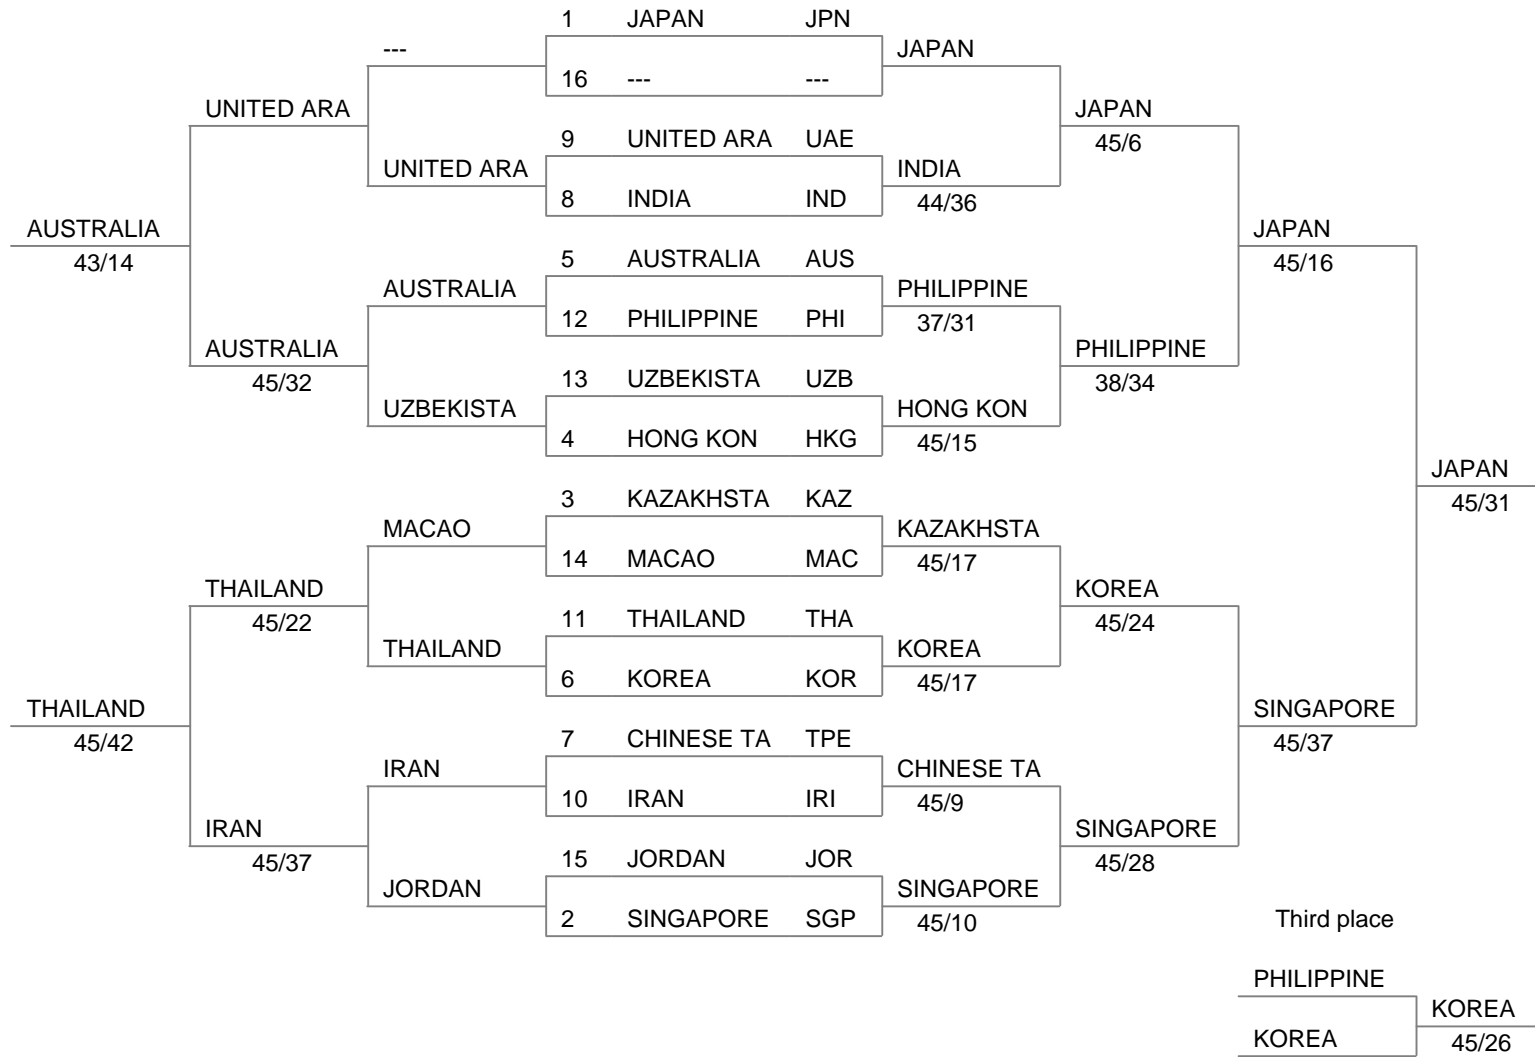 1 JAPAN JPN
--- JAPAN
16 --- ---
UNITED ARA JAPAN
9 UNITED ARA UAE 45/6
UNITED ARA INDIA
8 INDIA IND 44/36
AUSTRALIA JAPAN
43/14 5 AUSTRALIA AUS 45/16
AUSTRALIA PHILIPPINE
12 PHILIPPINE PHI 37/31
AUSTRALIA PHILIPPINE
45/32 13 UZBEKISTA UZB 38/34
UZBEKISTA HONG KON
4 HONG KON HKG 45/15
JAPAN
3 KAZAKHSTA KAZ 45/31
MACAO KAZAKHSTA
14 MACAO MAC 45/17
THAILAND KOREA
45/22 11 THAILAND THA 45/24
THAILAND KOREA
6 KOREA KOR 45/17
THAILAND SINGAPORE
45/42 7 CHINESE TA TPE 45/37
IRAN CHINESE TA
10 IRAN IRI 45/9
IRAN SINGAPORE
45/37 15 JORDAN JOR 45/28
JORDAN SINGAPORE
2 SINGAPORE SGP 45/10 Third place
PHILIPPINE
KOREA
KOREA 45/26